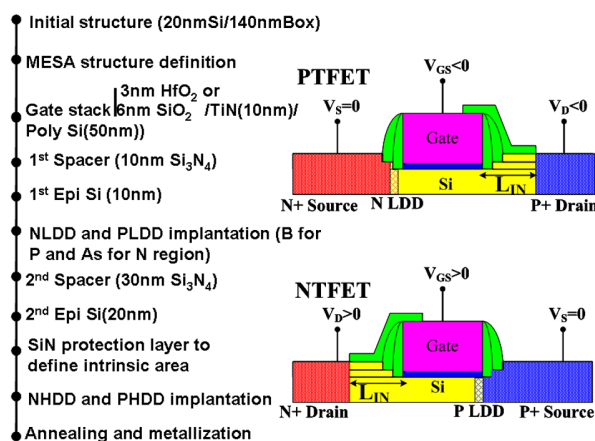 Initial structure (20nmSi/140nmBox)
MESA structure definition
3nm HfO2 or
Gate stack 6nm SiO2 /TiN(10nm)/
Poly Si(50nm))
1st Spacer (10nm Si3N4)
1st Epi Si (10nm)
NLDD and PLDD implantation (B for
P and As for N region)
2nd Spacer (30nm Si3N4)
2nd Epi Si(20nm)
SiN protection layer to
define intrinsic area
NHDD and PHDD implantation
Annealing and metallization
PTFET
VGS<0
VS=0
VD<0
Gate
Si
LIN
N+ Source
N LDD
P+ Drain
NTFET
VGS>0
VD>0
VS=0
Gate
Si
LIN
N+ Drain
P LDD
P+ Source